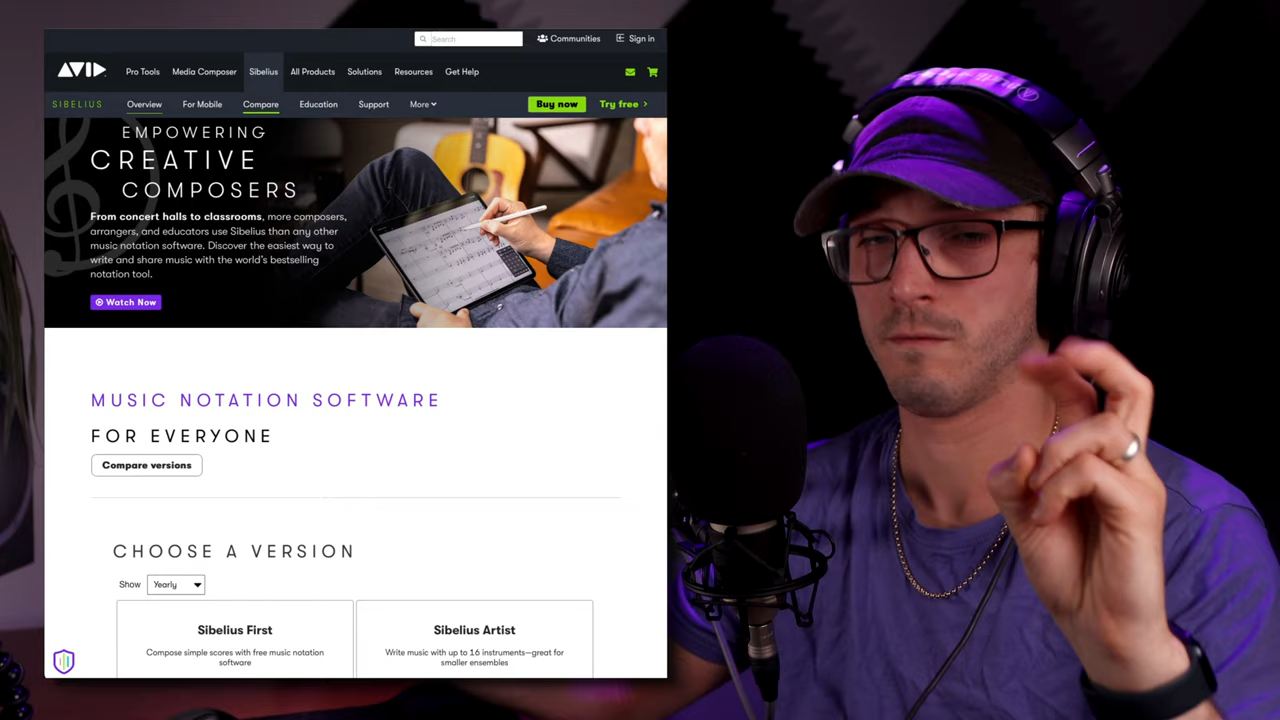 Search
Communities
Sign in
AVID
Pro Tools
Media Composer
Sibelius
All Products
Solutions
Resources
Get Help
SIBELIUS
Overview
For Mobile
Compare
Education
Support
More
Buy now
Try free >
EMPOWERING
CREATIVE
COMPOSERS
From concert halls to classrooms, more composers,
arrangers, and educators use Sibelius than any other
music notation software. Discover the easiest way to
write and share music with the world's bestselling
notation tool.
Watch Now
MUSIC NOTATION SOFTWARE
FOR EVERYONE
Compare versions
CHOOSE A VERSION
Show
Yearly
Sibelius First
Compose simple scores with free music notation
software
Sibelius Artist
Write music with up to 16 instruments—great for
smaller ensembles